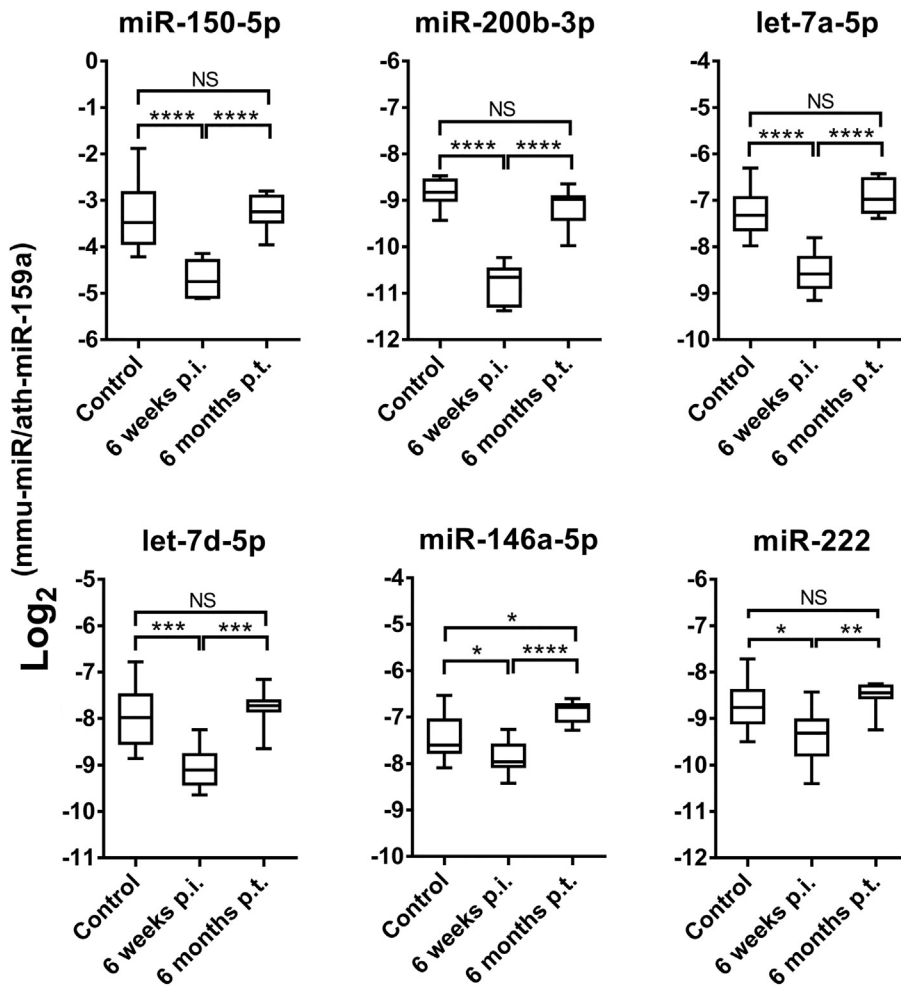 miR-150-5p
0
-1
-2
-3
-4
-5
-6
NS
**** ****
Control
6 weeks p.i.
6 months p.t.
miR-200b-3p
-6
-7
-8
-9
-10
-11
-12
NS
**** ****
Control
6 weeks p.i.
6 months p.t.
let-7a-5p
-4
-5
-6
-7
-8
-9
-10
NS
**** ****
Control
6 weeks p.i.
6 months p.t.
Log2 (mmu-miR/ath-miR-159a)
let-7d-5p
-5
-6
-7
-8
-9
-10
-11
NS
*** ***
Control
6 weeks p.i.
6 months p.t.
miR-146a-5p
-4
-5
-6
-7
-8
-9
-10
*
* ****
Control
6 weeks p.i.
6 months p.t.
miR-222
-6
-7
-8
-9
-10
-11
-12
NS
* **
Control
6 weeks p.i.
6 months p.t.